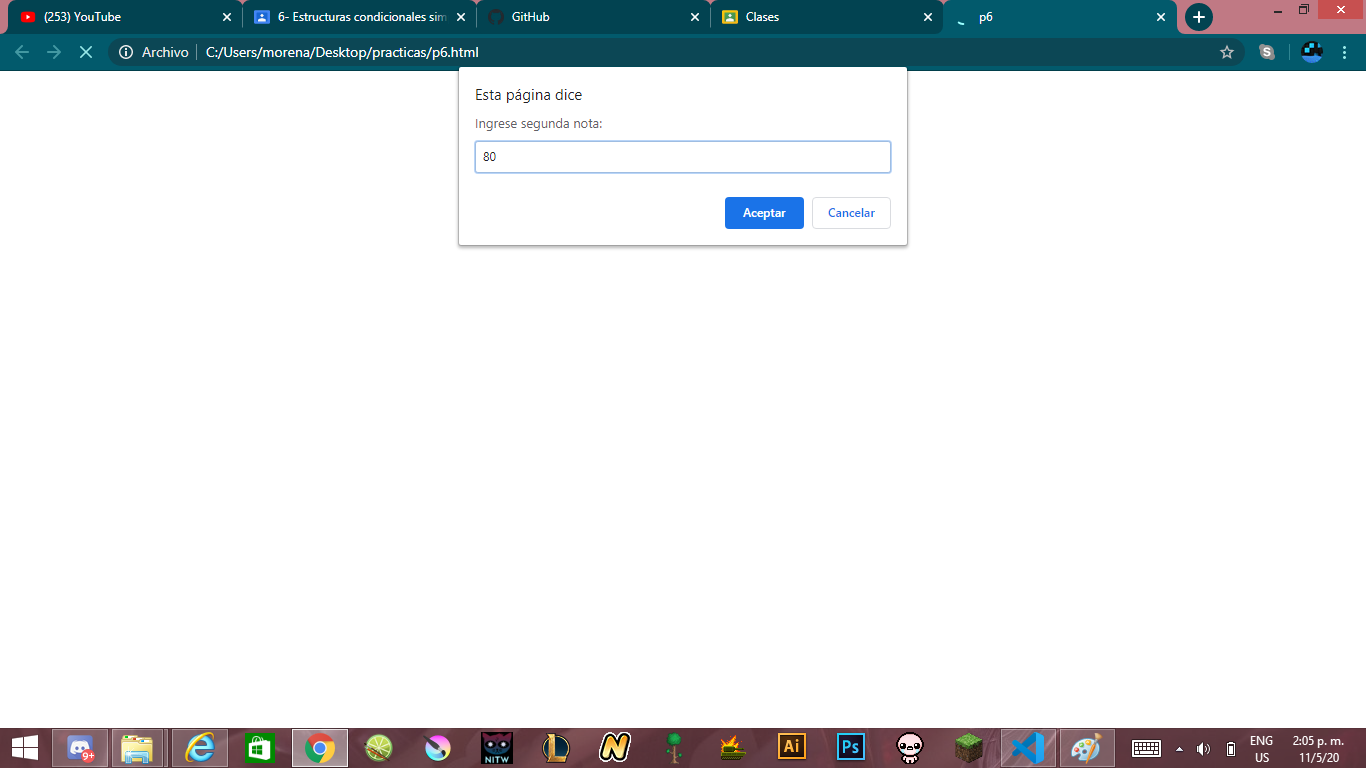 (253) YouTube
6- Estructuras condicionales sim
GitHub
Clases
p6
Archivo
C:/Users/morena/Desktop/practicas/p6.html
Esta página dice
Ingrese segunda nota:
80
Aceptar
Cancelar
9+
NITW
L
N
Ai
Ps
ENG
US
2:05 p. m.
11/5/20